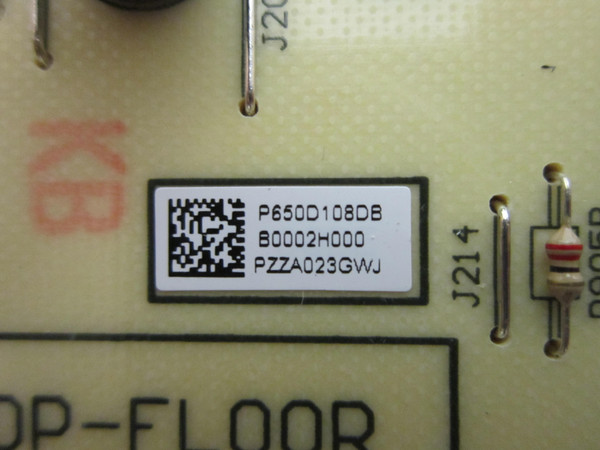 KB
P650D108DB
B0002H000
PZZA023GWJ
J214
OP-FLOOR